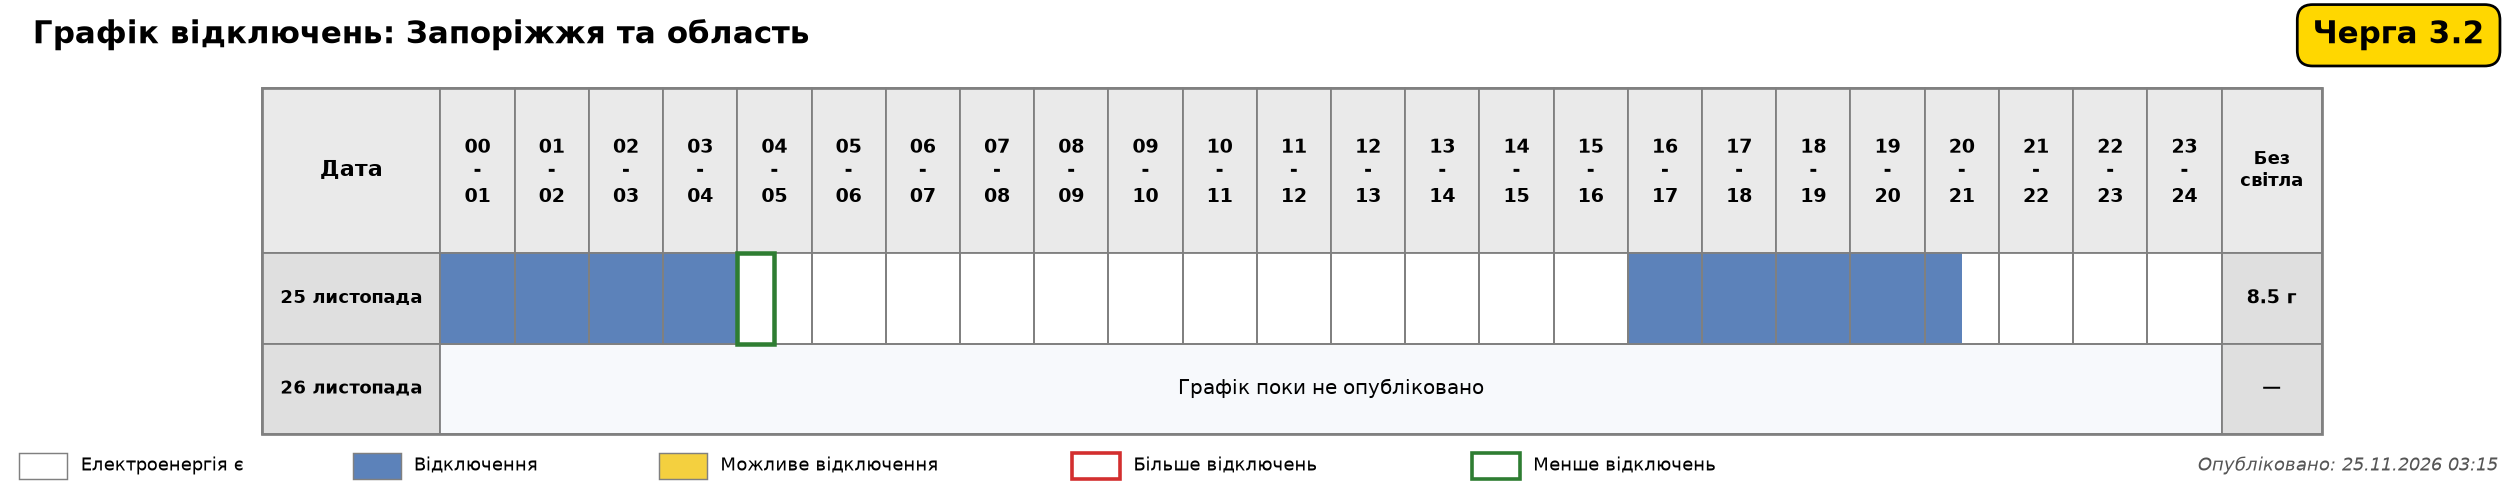 Графік відключень: Запоріжжя та область
Черга 3.2
Дата
00 - 01
01 - 02
02 - 03
03 - 04
04 - 05
05 - 06
06 - 07
07 - 08
08 - 09
09 - 10
10 - 11
11 - 12
12 - 13
13 - 14
14 - 15
15 - 16
16 - 17
17 - 18
18 - 19
19 - 20
20 - 21
21 - 22
22 - 23
23 - 24
Без
світла
25 листопада
8.5 г
26 листопада
Графік поки не опубліковано
—
Електроенергія є
Відключення
Можливе відключення
Більше відключень
Менше відключень
Опубліковано: 25.11.2026 03:15